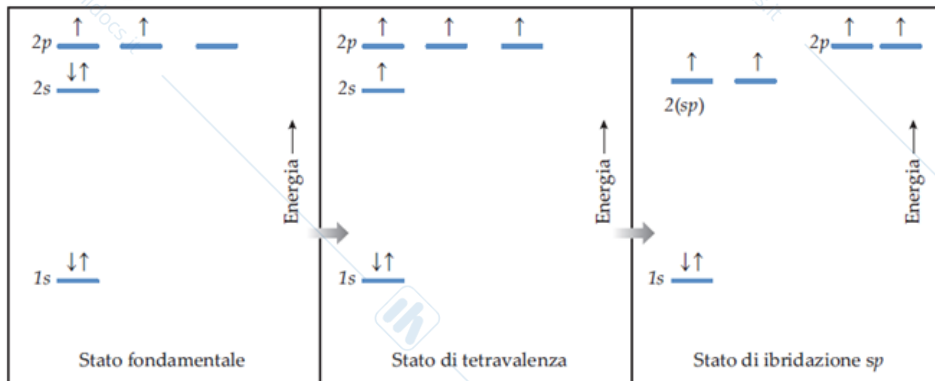 2p ↑ ↑
2s ↓↑
Energia
1s ↓↑
Stato fondamentale
2p ↑ ↑ ↑
2s ↑
Energia
1s ↓↑
Stato di tetravalenza
2p ↑ ↑
↑ ↑
2(sp)
Energia
1s ↓↑
Stato di ibridazione sp